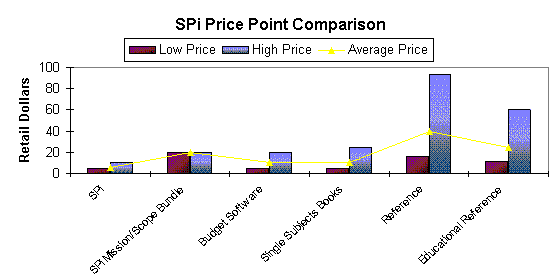 SPi Price Point Comparison
Low Price High Price Average Price
Retail Dollars
100
80
60
40
20
0
SPi
SPi Mission/Scope Bundle
Budget Software
Single Subjects Books
Reference
Educational Reference